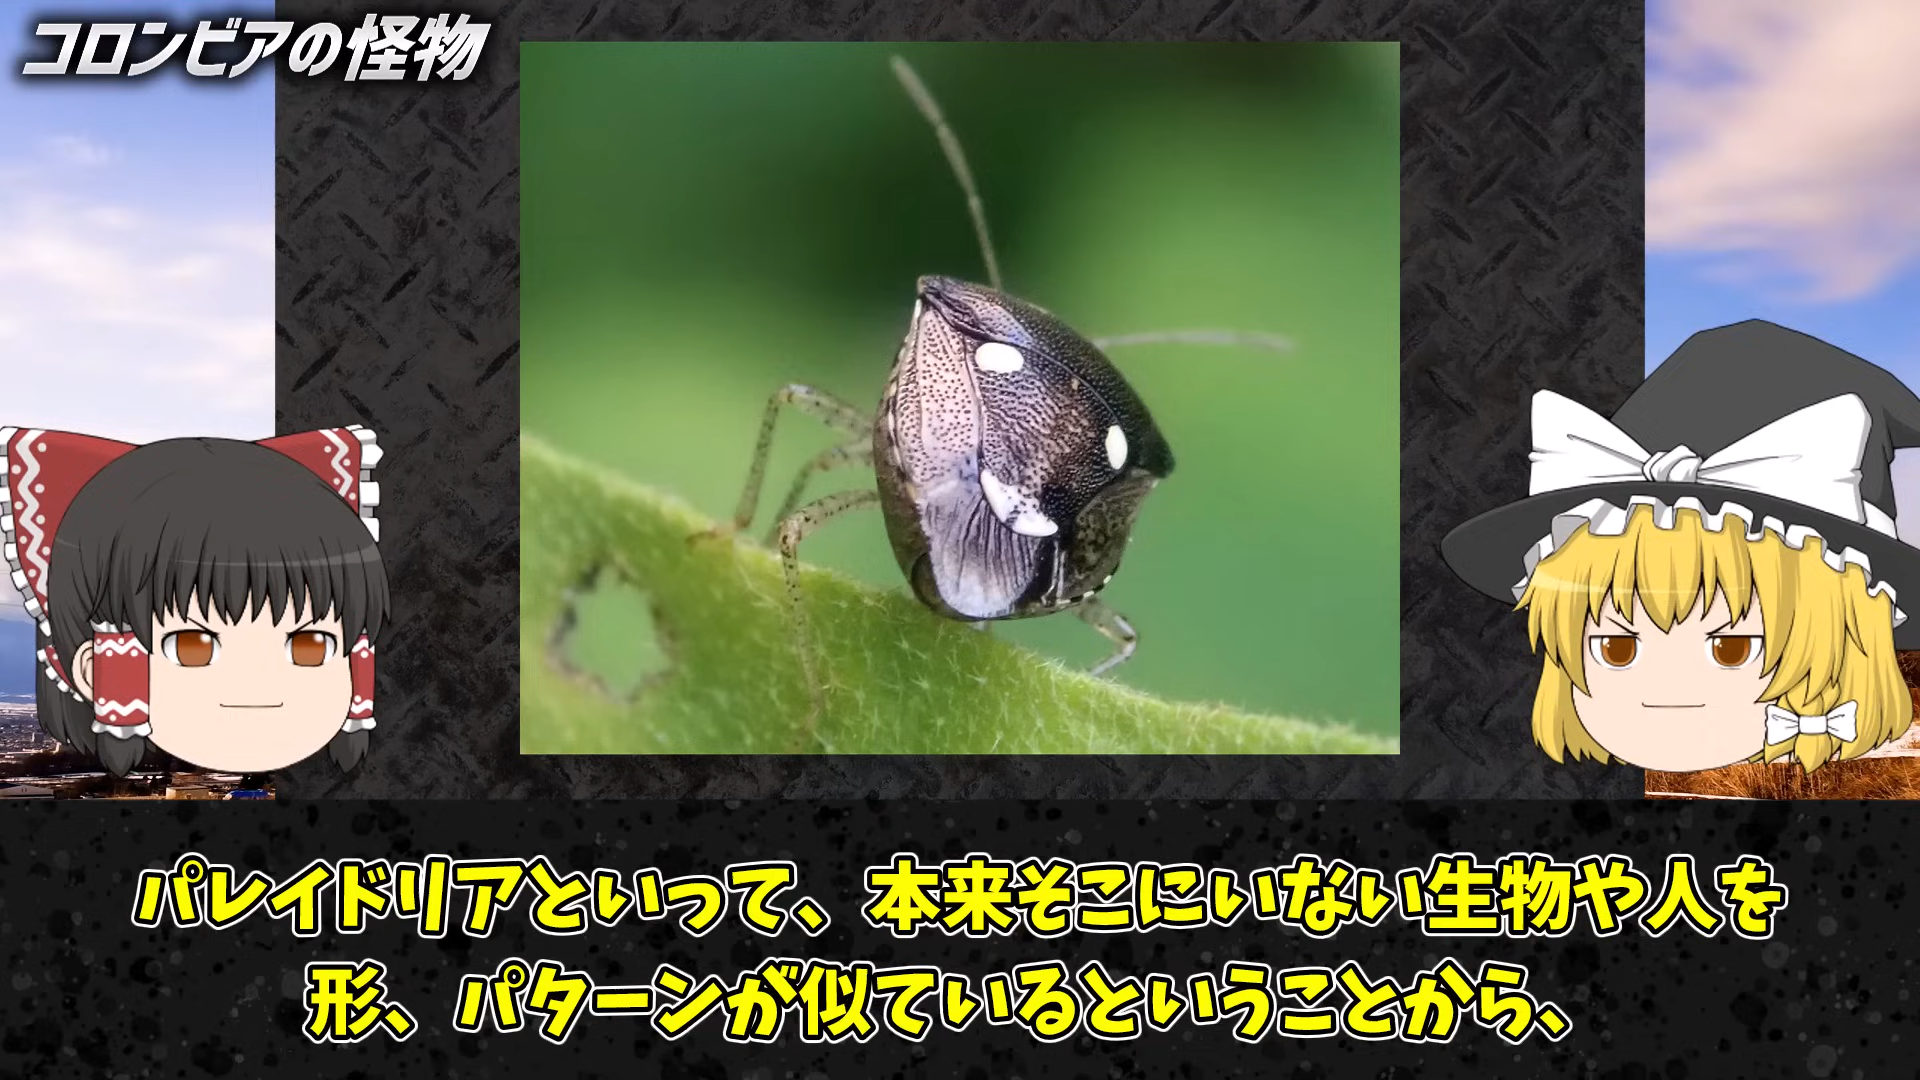 コロンビアの怪物
パレイドリアといって、本来そこにいない生物や人を
形、パターンが似ているということから、